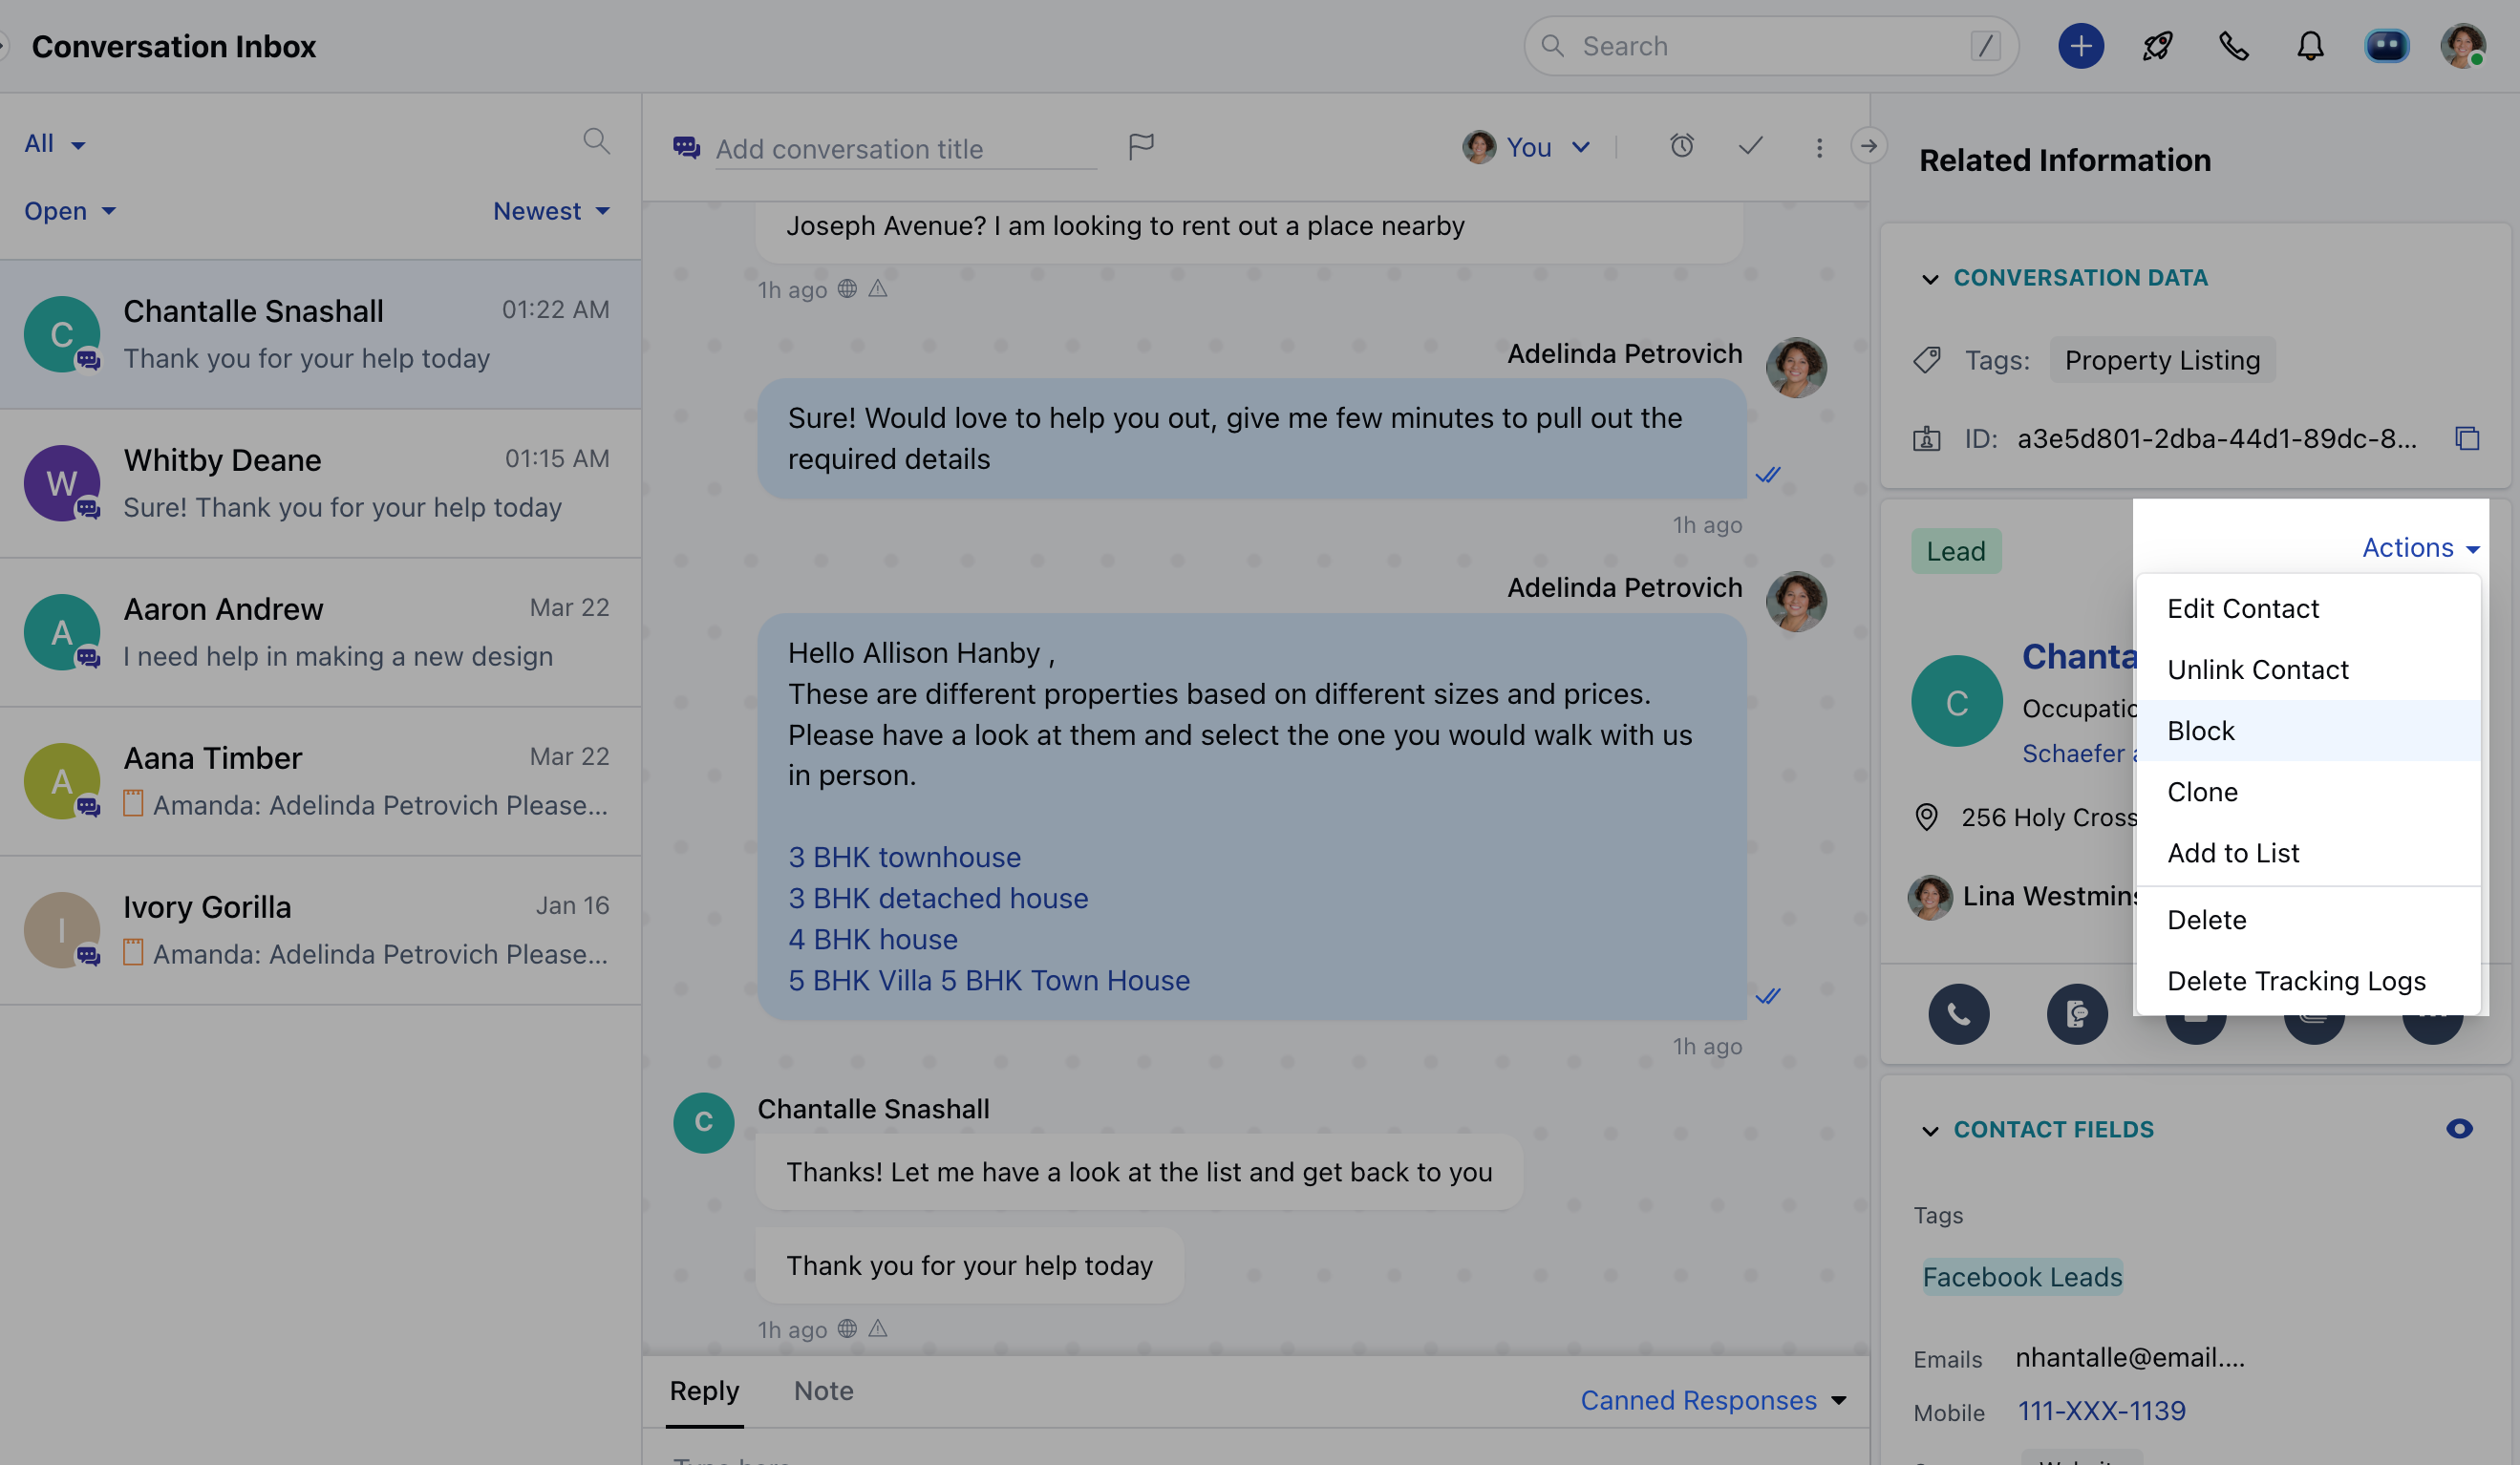 Conversation Inbox
Search /
All
Open Newest
C Chantalle Snashall 01:22 AM
Thank you for your help today
W Whitby Deane 01:15 AM
Sure! Thank you for your help today
A Aaron Andrew Mar 22
I need help in making a new design
A Aana Timber Mar 22
Amanda: Adelinda Petrovich Please...
I Ivory Gorilla Jan 16
Amanda: Adelinda Petrovich Please...
Add conversation title You
Joseph Avenue? I am looking to rent out a place nearby
1h ago
Adelinda Petrovich
Sure! Would love to help you out, give me few minutes to pull out the
required details
1h ago
Adelinda Petrovich
Hello Allison Hanby ,
These are different properties based on different sizes and prices.
Please have a look at them and select the one you would walk with us
in person.
3 BHK townhouse
3 BHK detached house
4 BHK house
5 BHK Villa 5 BHK Town House
1h ago
C Chantalle Snashall
Thanks! Let me have a look at the list and get back to you
Thank you for your help today
1h ago
Reply Note Canned Responses
Related Information
CONVERSATION DATA
Tags: Property Listing
ID: a3e5d801-2dba-44d1-89dc-8...
Lead
Actions
Edit Contact
Unlink Contact
Block
Clone
Add to List
Delete
Delete Tracking Logs
C
Chanta
Occupatio
Schaefer
256 Holy Cross
Lina Westmins
CONTACT FIELDS
Tags
Facebook Leads
Emails nhantalle@email....
Mobile 111-XXX-1139